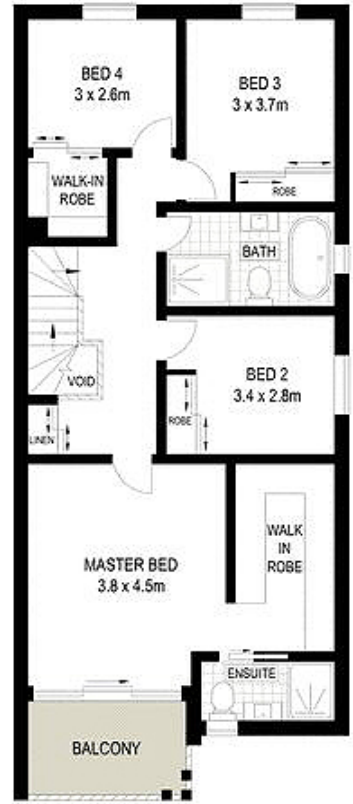 BED 4
3 x 2.6m
BED 3
3 x 3.7m
WALK-IN
ROBE
ROBE
BATH
VOID
BED 2
3.4 x 2.8m
ROBE
LINEN
MASTER BED
3.8 x 4.5m
WALK
IN
ROBE
ENSUITE
BALCONY